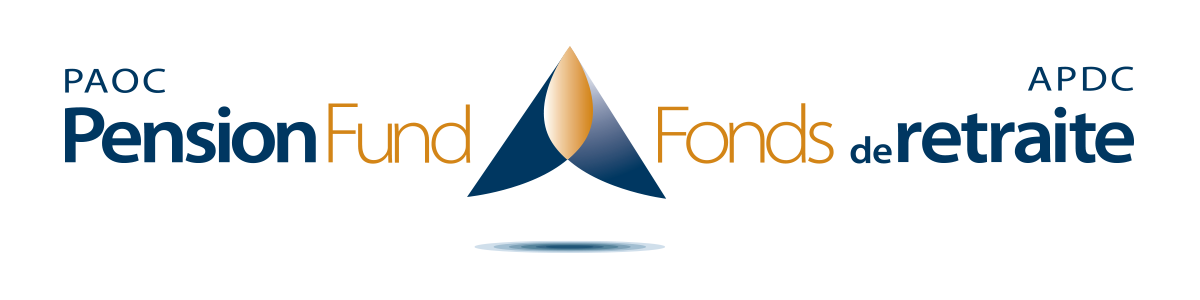 PAOC
Pension Fund
APDC
Fonds de retraite